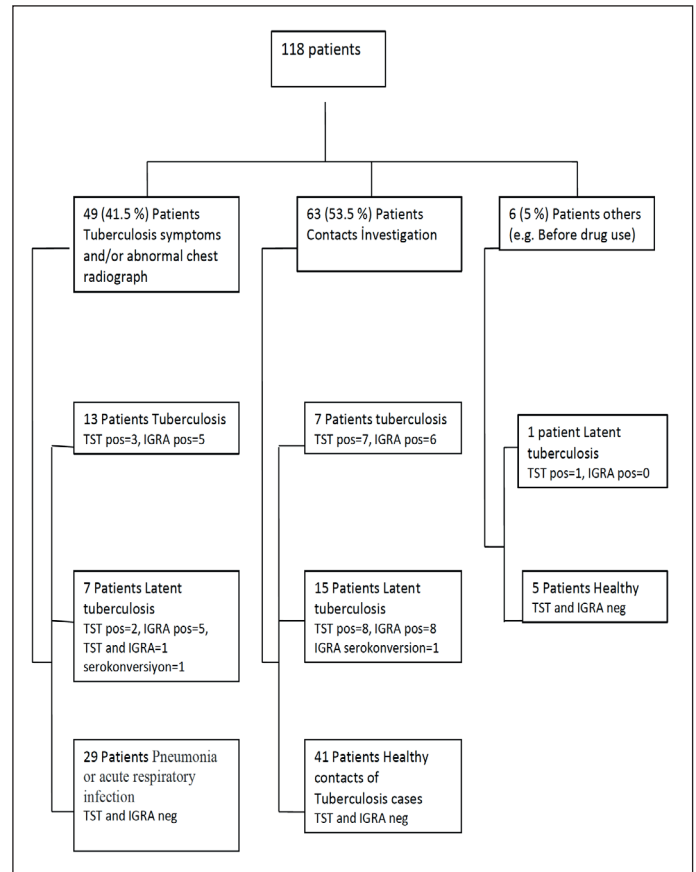 118 patients
49 (41.5 %) Patients
Tuberculosis symptoms
and/or abnormal chest
radiograph
63 (53.5 %) Patients
Contacts İnvestigation
6 (5 %) Patients others
(e.g. Before drug use)
13 Patients Tuberculosis
TST pos=3, IGRA pos=5
7 Patients tuberculosis
TST pos=7, IGRA pos=6
1 patient Latent
tuberculosis
TST pos=1, IGRA pos=0
7 Patients Latent
tuberculosis
TST pos=2, IGRA pos=5,
TST and IGRA=1
serokonversiyon=1
15 Patients Latent
tuberculosis
TST pos=8, IGRA pos=8
IGRA serokonversion=1
5 Patients Healthy
TST and IGRA neg
29 Patients Pneumonia
or acute respiratory
infection
TST and IGRA neg
41 Patients Healthy
contacts of
Tuberculosis cases
TST and IGRA neg